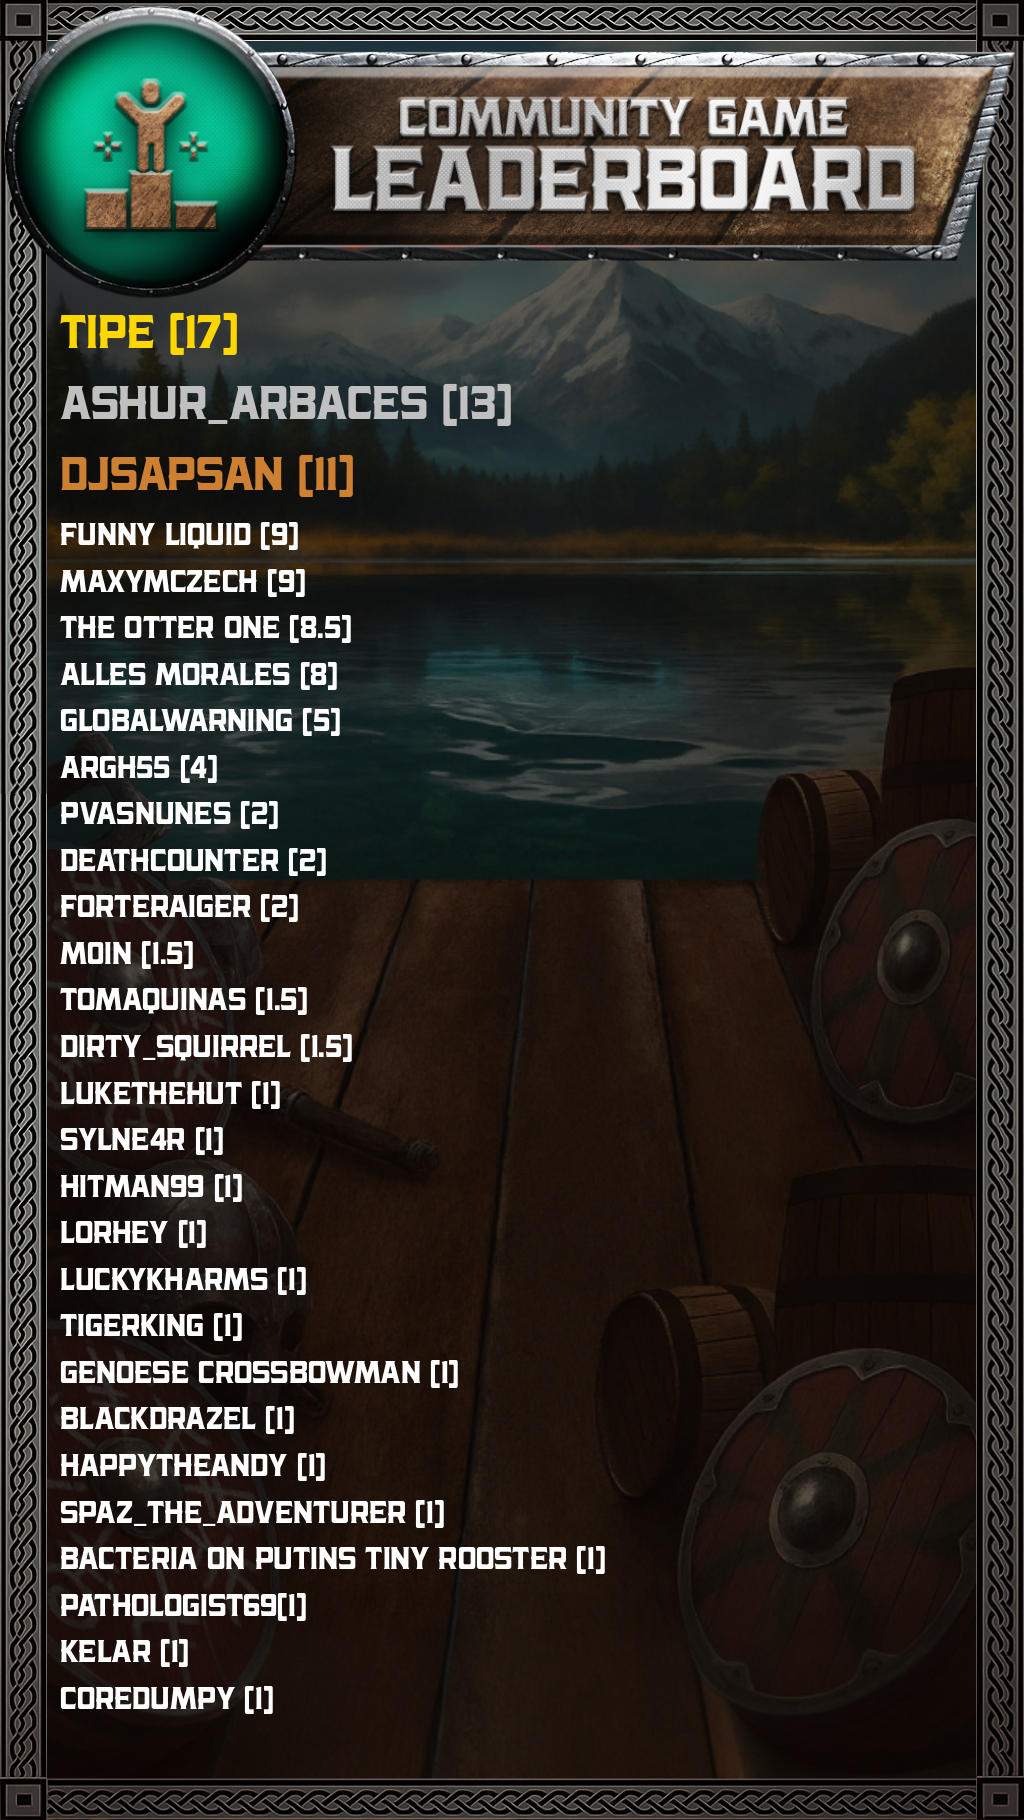 COMMUNITY GAME
LEADERBOARD
TIPE [17]
ASHUR_ARBACES [13]
DJSAPSAN [11]
FUNNY LIQUID [9]
MAXYMCZECH [9]
THE OTTER ONE [8.5]
ALLES MORALES [8]
GLOBALWARNING [5]
ARGH55 [4]
PVASNUNES [2]
DEATHCOUNTER [2]
FORTERAIGER [2]
MOIN [1.5]
TOMAQUINAS [1.5]
DIRTY_SQUIRREL [1.5]
LUKETHEHUT [1]
SYLNE4R [1]
HITMAN99 [1]
LORHEY [1]
LUCKYKHARMS [1]
TIGERKING [1]
GENOESE CROSSBOWMAN [1]
BLACKDRAZEL [1]
HAPPYTHEANDY [1]
SPAZ_THE_ADVENTURER [1]
BACTERIA ON PUTINS TINY ROOSTER [1]
PATHOLOGIST69[1]
KELAR [1]
COREDUMPY [1]